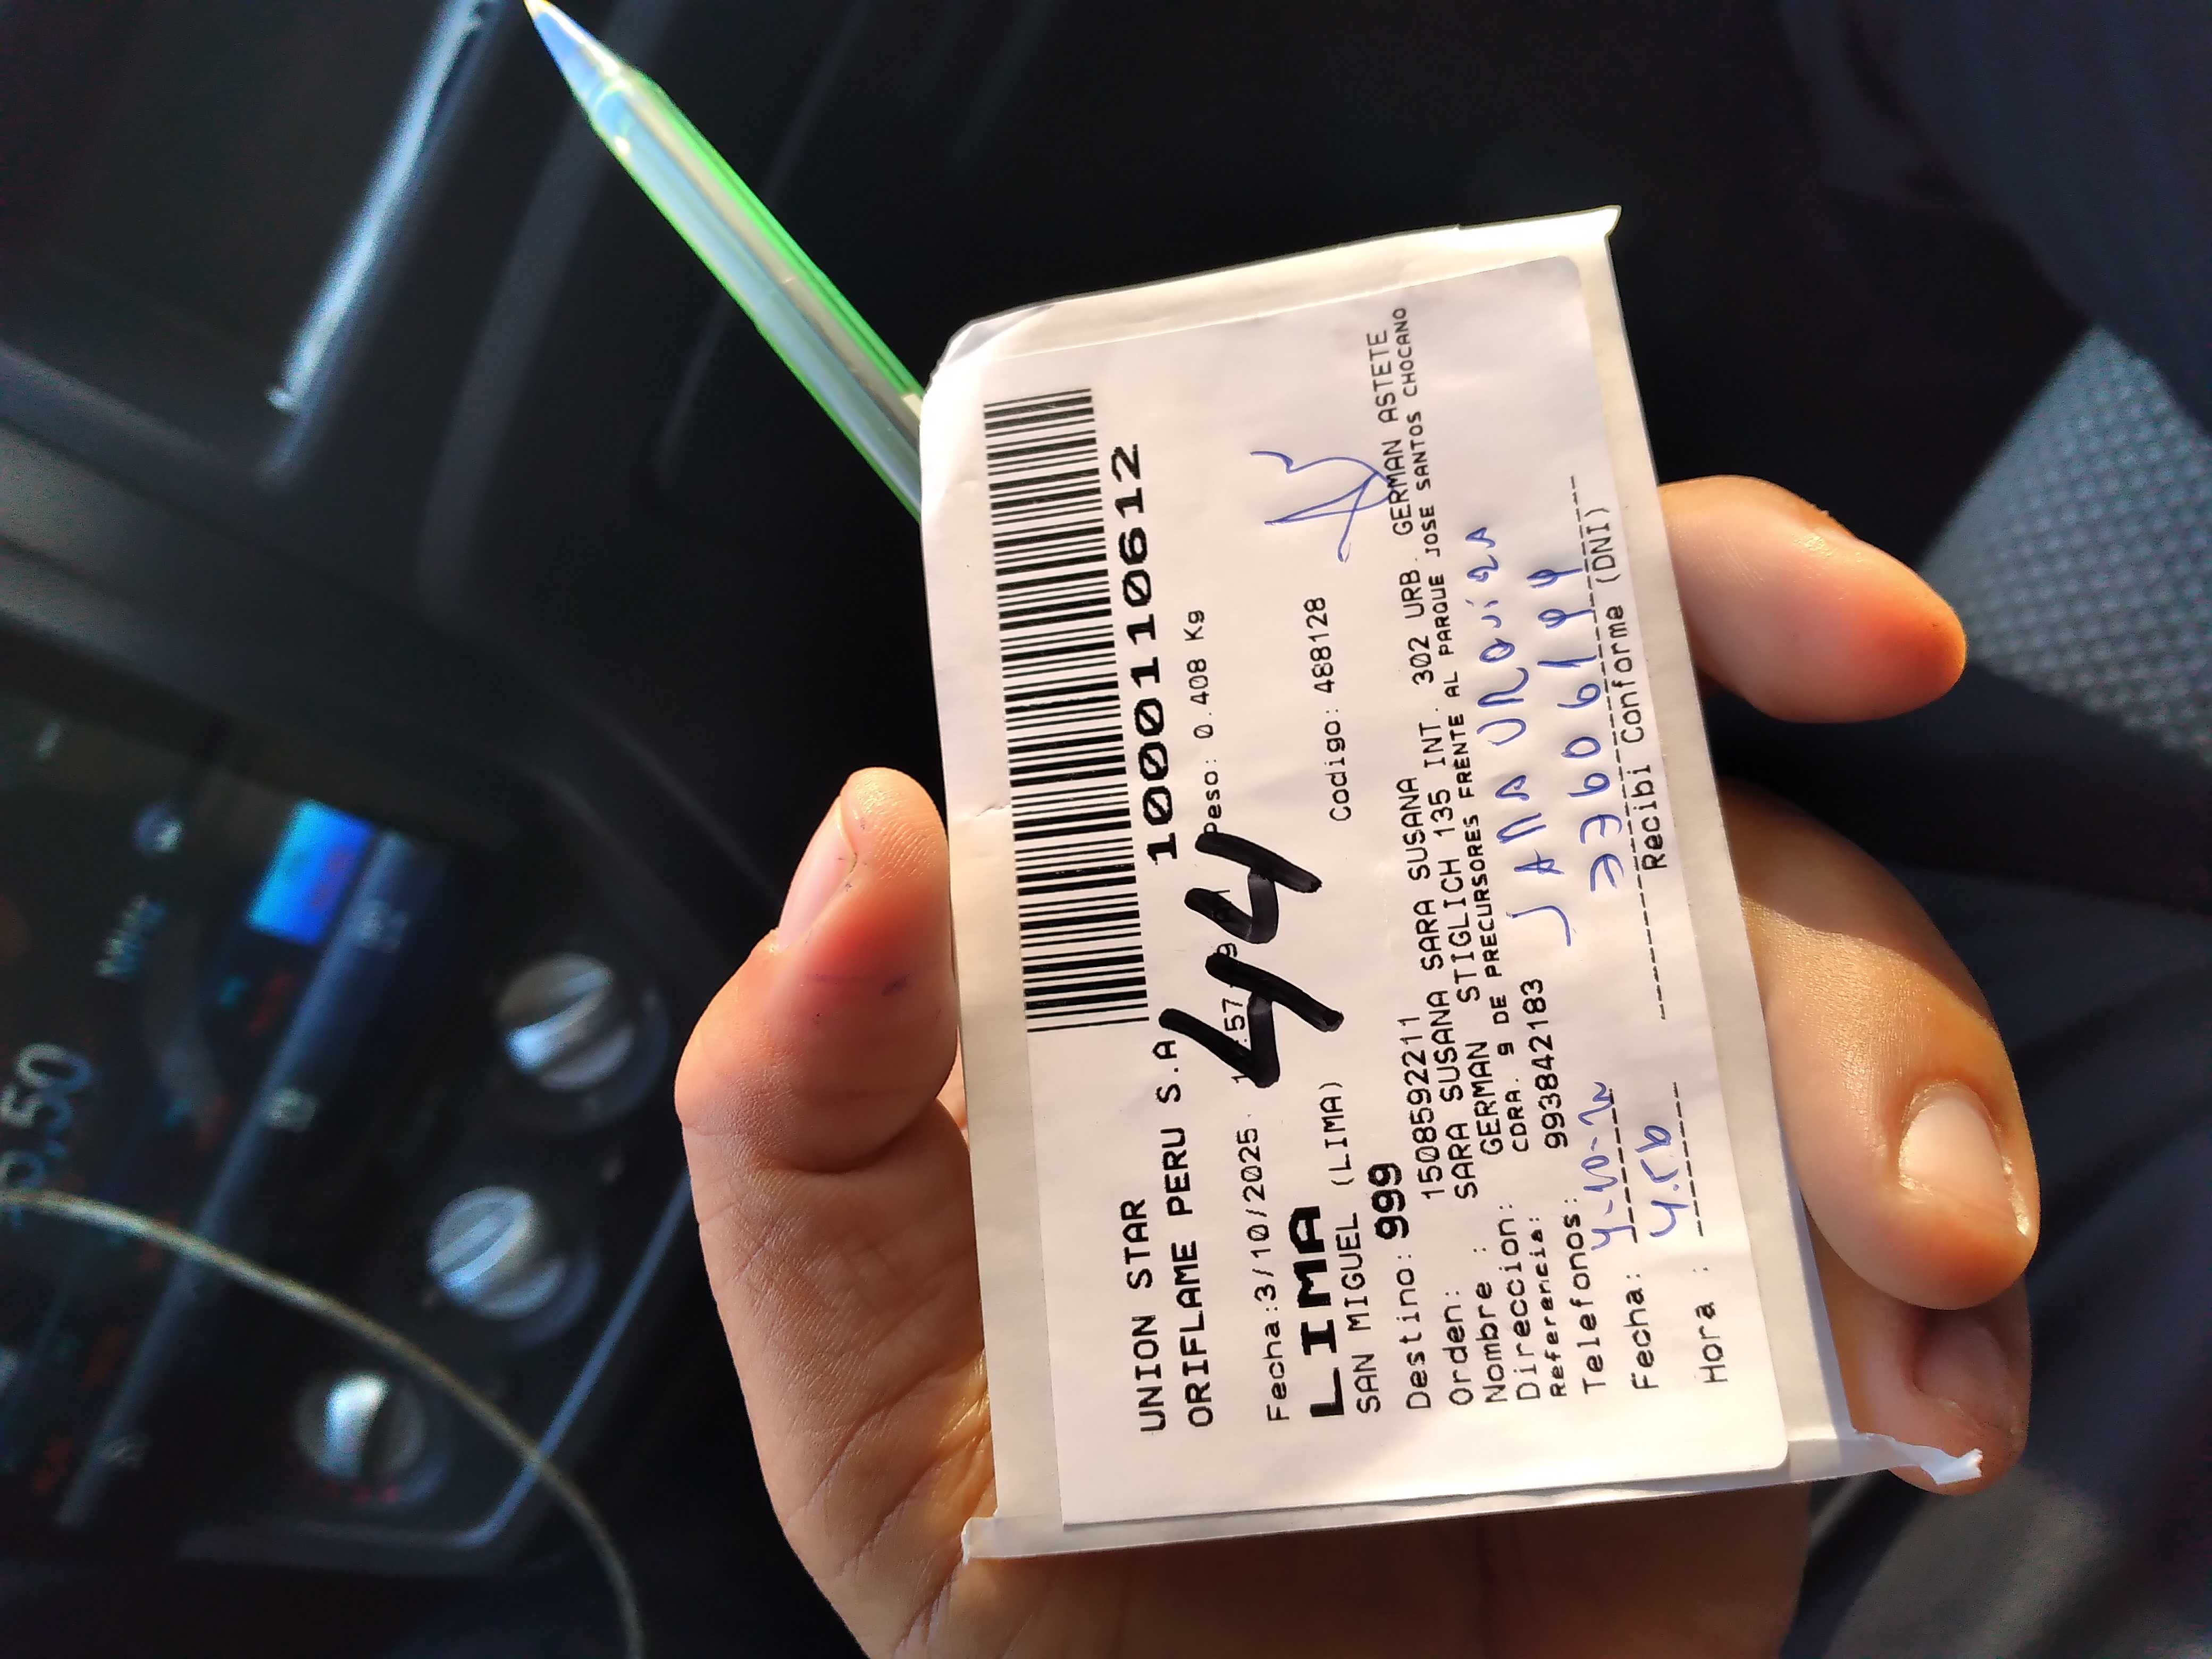 100011010612
UNION STAR
ORIFLAME PERU S.A
Fecha:3/10/2025
Peso: 0.408 Kg
44
LIMA
SAN MIGUEL (LIMA)
Codigo: 488128
Destino: 999
Orden: 1508592211
Nombre : SARA SUSANA SARA SUSANA SARA SUSANA
Direccion: GERMAN STIGLICH 135 INT. 302 URB. GERMAN ASTETE
Referencia: CDRA. 9 DE PRECURSORES FRENTE AL PARQUE JOSE SANTOS CHOCANO
Telefonos: 993842183
JANA URQuizA
Fecha:
Recibi Conforme (DNI)
Hora :